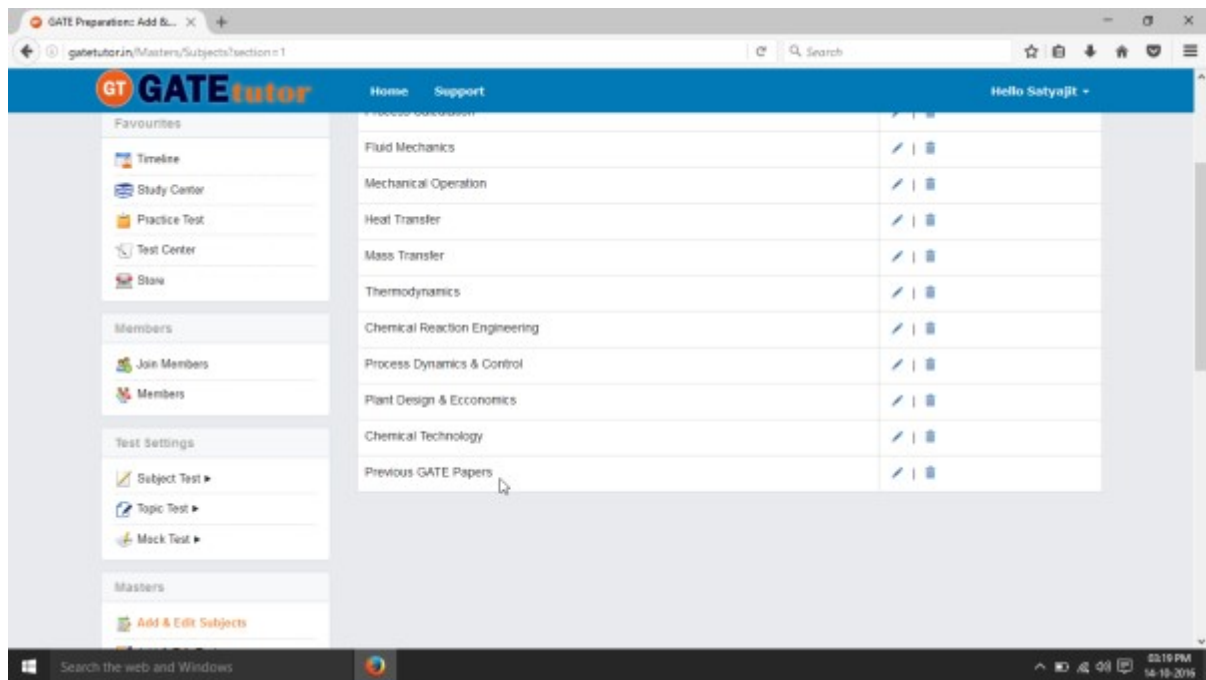 GATE Preparation:: Add &...
gatetutor.in/Masters/Subjects?section=1
Search
GT GATEtutor
Home
Support
Hello Satyajit
Favourites
Timeline
Study Center
Practice Test
Test Center
Store
Members
Join Members
Members
Test Settings
Subject Test
Topic Test
Mock Test
Masters
Add & Edit Subjects
Fluid Mechanics
Mechanical Operation
Heat Transfer
Mass Transfer
Thermodynamics
Chemical Reaction Engineering
Process Dynamics & Control
Plant Design & Ecconomics
Chemical Technology
Previous GATE Papers
Search the web and Windows
03:19 PM
14-10-2016